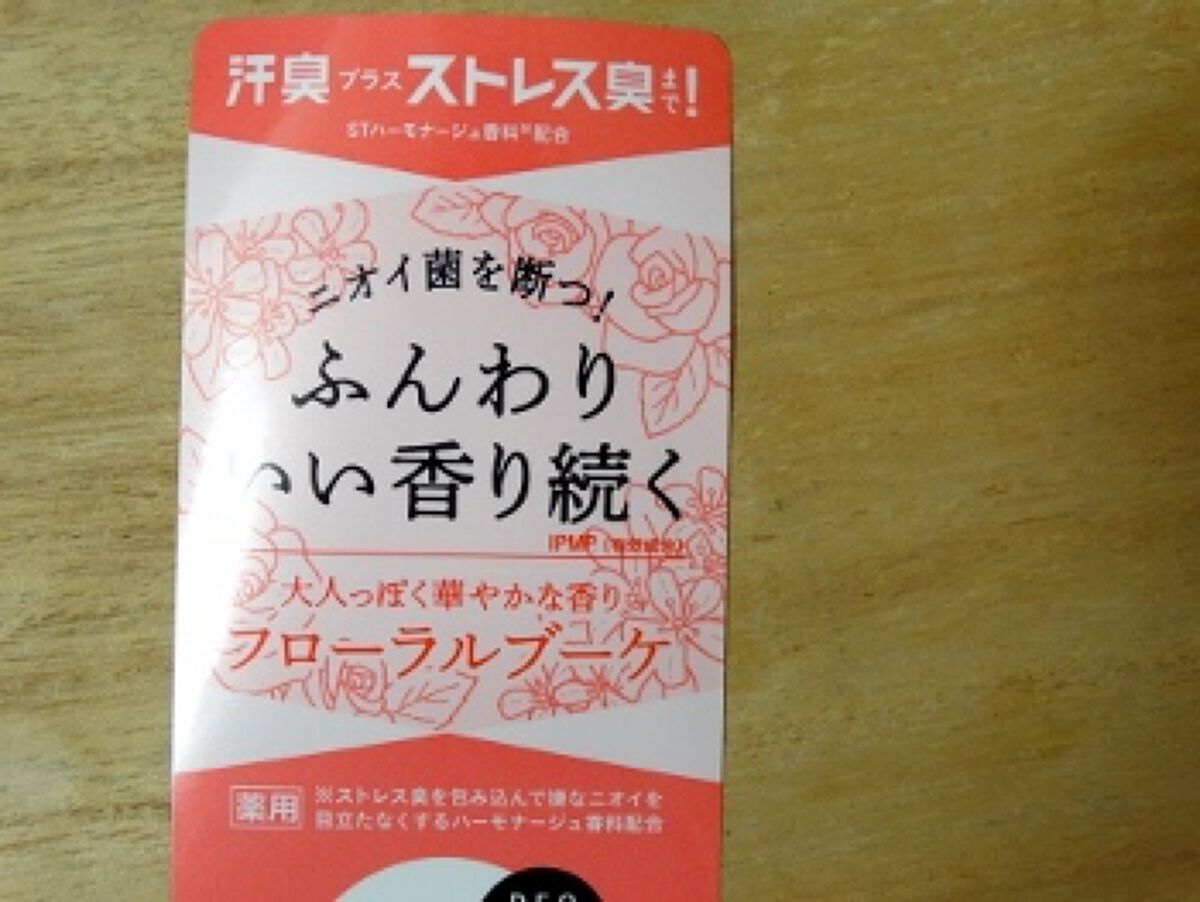 汗臭プラスストレス臭まで!
STハーモナージュ香料※配合
ニオイ菌を断つ!
ふんわり
いい香り続く
IPMP(有効成分)
大人っぽく華やかな香り
フローラルブーケ
薬用
※ストレス臭を包み込んで嫌なニオイを
目立たなくするハーモナージュ香料配合